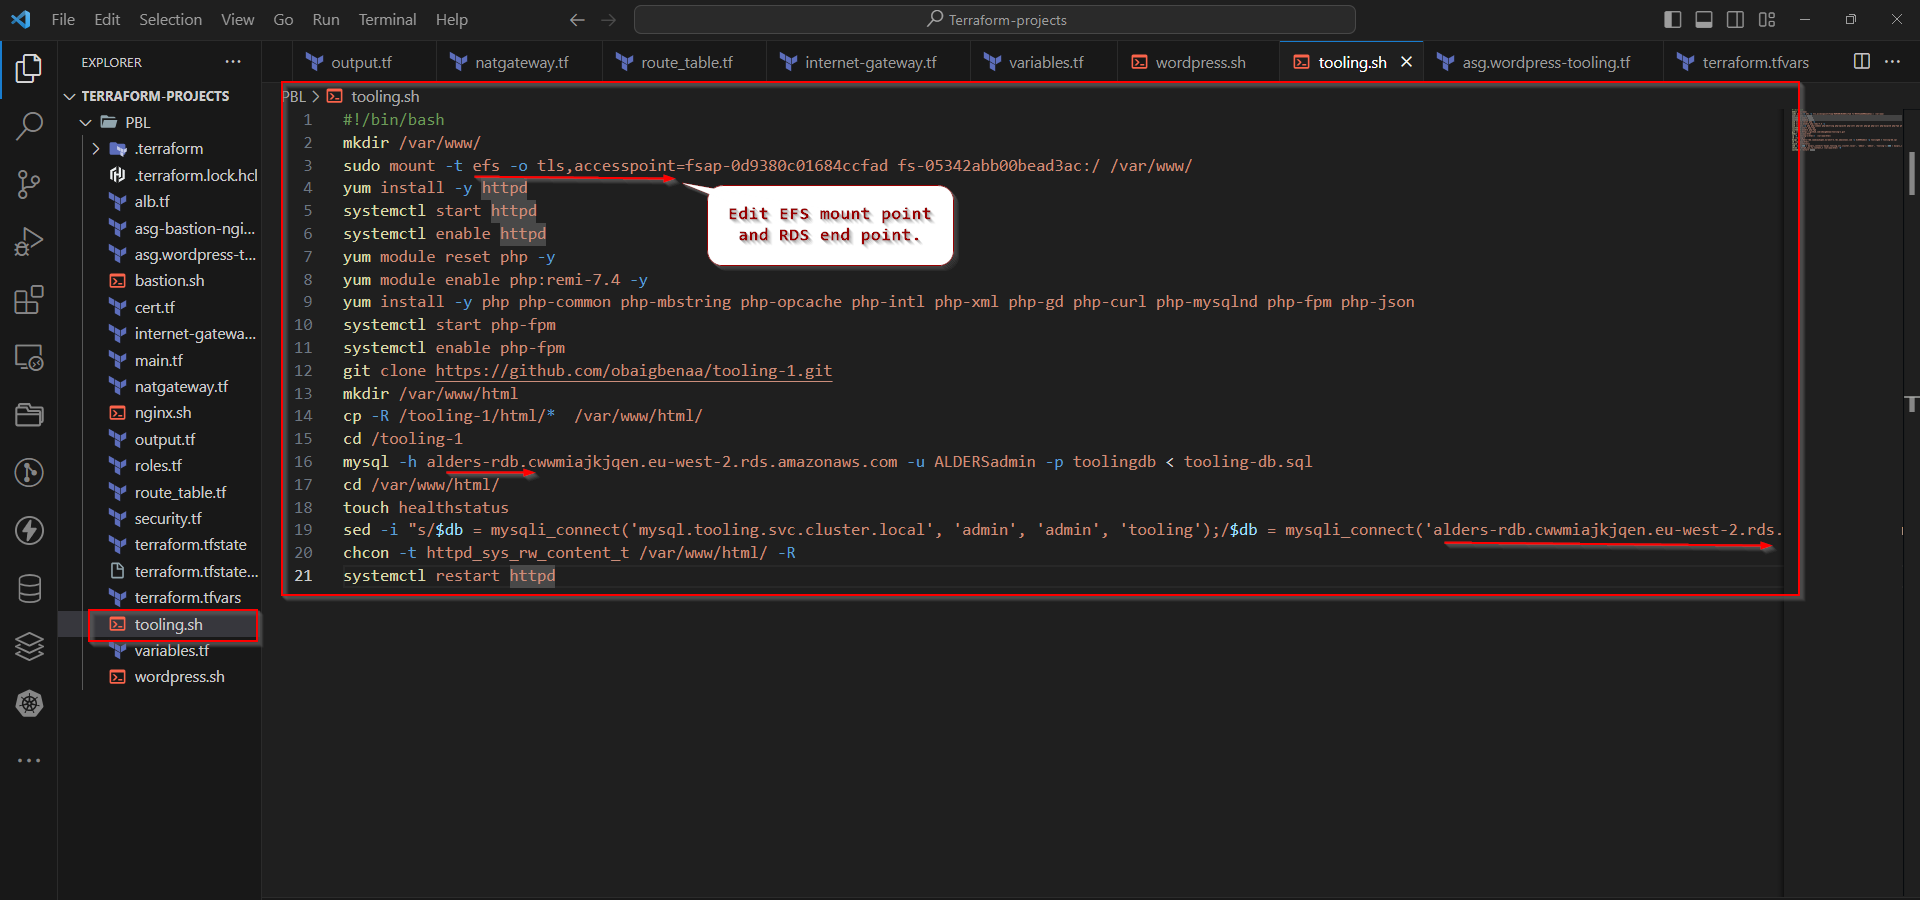 File Edit Selection View Go Run Terminal Help
Terraform-projects
EXPLORER
output.tf natgateway.tf route_table.tf internet-gateway.tf variables.tf wordpress.sh tooling.sh asg.wordpress-tooling.tf terraform.tfvars
TERRAFORM-PROJECTS
PBL
.terraform
.terraform.lock.hcl
alb.tf
asg-bastion-ngi...
asg.wordpress-t...
bastion.sh
cert.tf
internet-gatewa...
main.tf
natgateway.tf
nginx.sh
output.tf
roles.tf
route_table.tf
security.tf
terraform.tfstate
terraform.tfstate...
terraform.tfvars
tooling.sh
variables.tf
wordpress.sh
PBL > tooling.sh
1 #!/bin/bash
2 mkdir /var/www/
3 sudo mount -t efs -o tls,accesspoint=fsap-0d9380c01684ccfad fs-05342abb00bead3ac:/ /var/www/
4 yum install -y httpd
5 systemctl start httpd
6 systemctl enable httpd
7 yum module reset php -y
8 yum module enable php:remi-7.4 -y
9 yum install -y php php-common php-mbstring php-opcache php-intl php-xml php-gd php-curl php-mysqlnd php-fpm php-json
10 systemctl start php-fpm
11 systemctl enable php-fpm
12 git clone https://github.com/obaigbenaa/tooling-1.git
13 mkdir /var/www/html
14 cp -R /tooling-1/html/*  /var/www/html/
15 cd /tooling-1
16 mysql -h alders-rdb.cwwmiajkjqen.eu-west-2.rds.amazonaws.com -u ALDERSadmin -p toolingdb < tooling-db.sql
17 cd /var/www/html/
18 touch healthstatus
19 sed -i "s/$db = mysqli_connect('mysql.tooling.svc.cluster.local', 'admin', 'admin', 'tooling');/$db = mysqli_connect('alders-rdb.cwwmiajkjqen.eu-west-2.rds.
20 chcon -t httpd_sys_rw_content_t /var/www/html/ -R
21 systemctl restart httpd
Edit EFS mount point
and RDS end point.